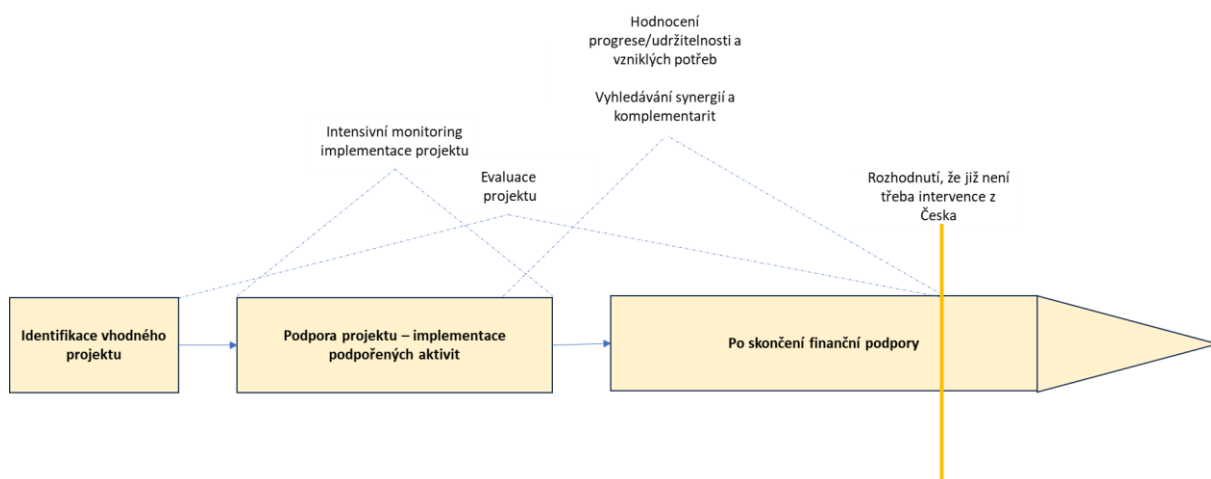 Hodnocení
progrese/udržitelnosti a
vzniklých potřeb
Vyhledávání synergií a
komplementarit
Intensivní monitoring
implementace projektu
Evaluace
projektu
Rozhodnutí, že již není
třeba intervence z
Česka
Identifikace vhodného
projektu
Podpora projektu – implementace
podpořených aktivit
Po skončení finanční podpory